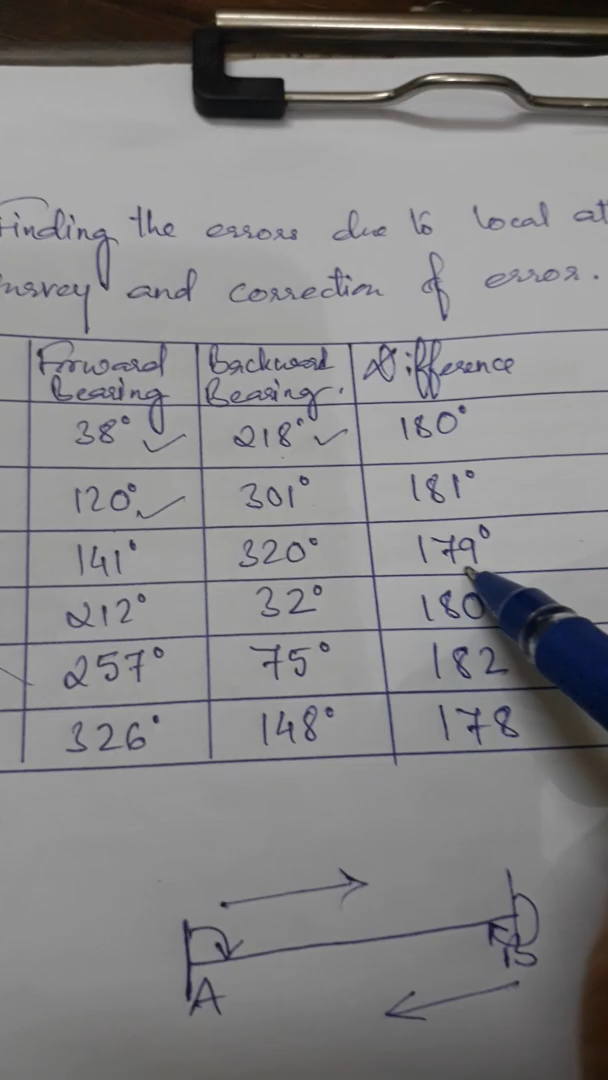 Finding the errors due to local at
urvey and correction of error.
Forward Bearing Backward Bearing. Difference
38° 218° 180°
120° 301° 181°
141° 320° 179°
212° 32° 180
257° 75° 182
326° 148° 178
A B